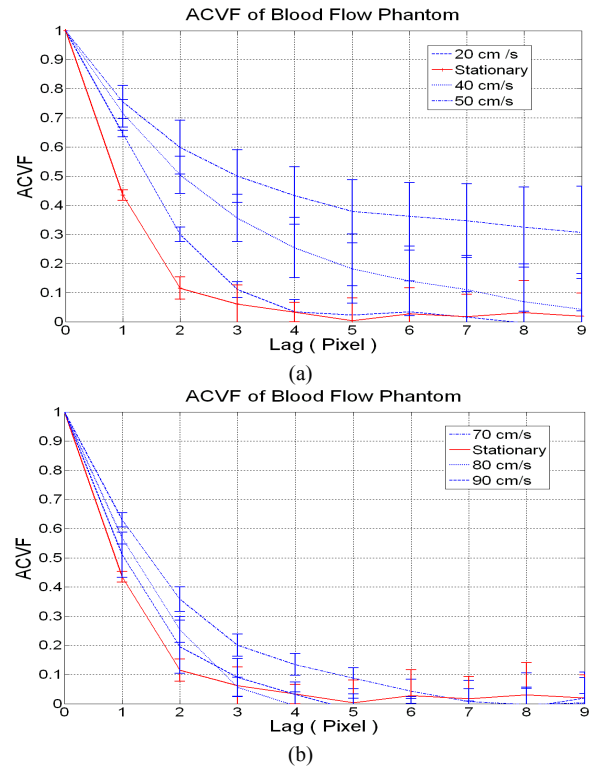 ACVF of Blood Flow Phantom
20 cm /s
Stationary
40 cm/s
50 cm/s
1
0.9
0.8
0.7
0.6
0.5
0.4
0.3
0.2
0.1
0
ACVF
0 1 2 3 4 5 6 7 8 9
Lag ( Pixel )
(a)
ACVF of Blood Flow Phantom
70 cm/s
Stationary
80 cm/s
90 cm/s
1
0.9
0.8
0.7
0.6
0.5
0.4
0.3
0.2
0.1
0
ACVF
0 1 2 3 4 5 6 7 8 9
Lag ( Pixel )
(b)